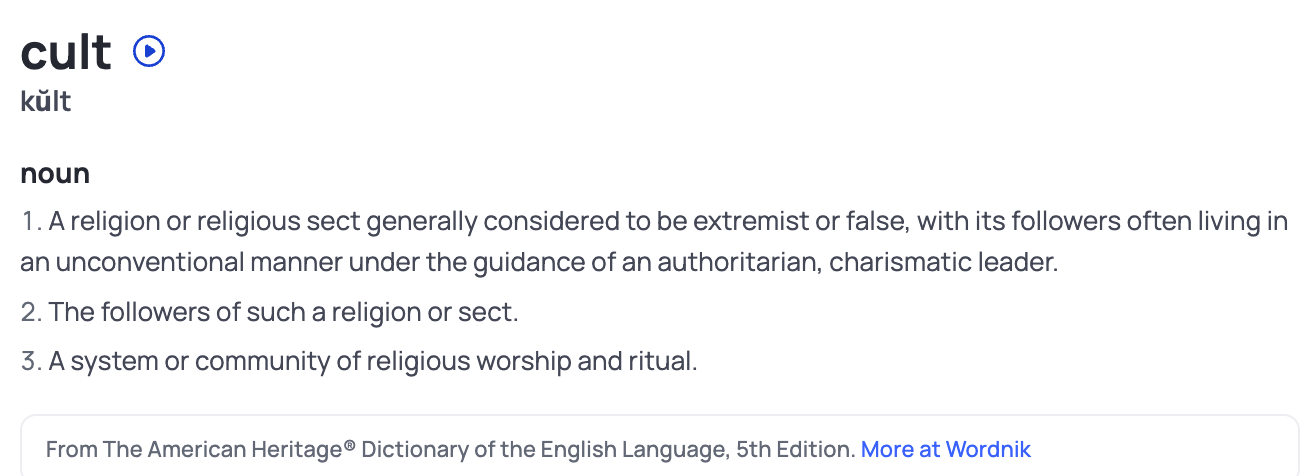 cult
kŭlt
noun
1. A religion or religious sect generally considered to be extremist or false, with its followers often living in
an unconventional manner under the guidance of an authoritarian, charismatic leader.
2. The followers of such a religion or sect.
3. A system or community of religious worship and ritual.
From The American Heritage® Dictionary of the English Language, 5th Edition. More at Wordnik